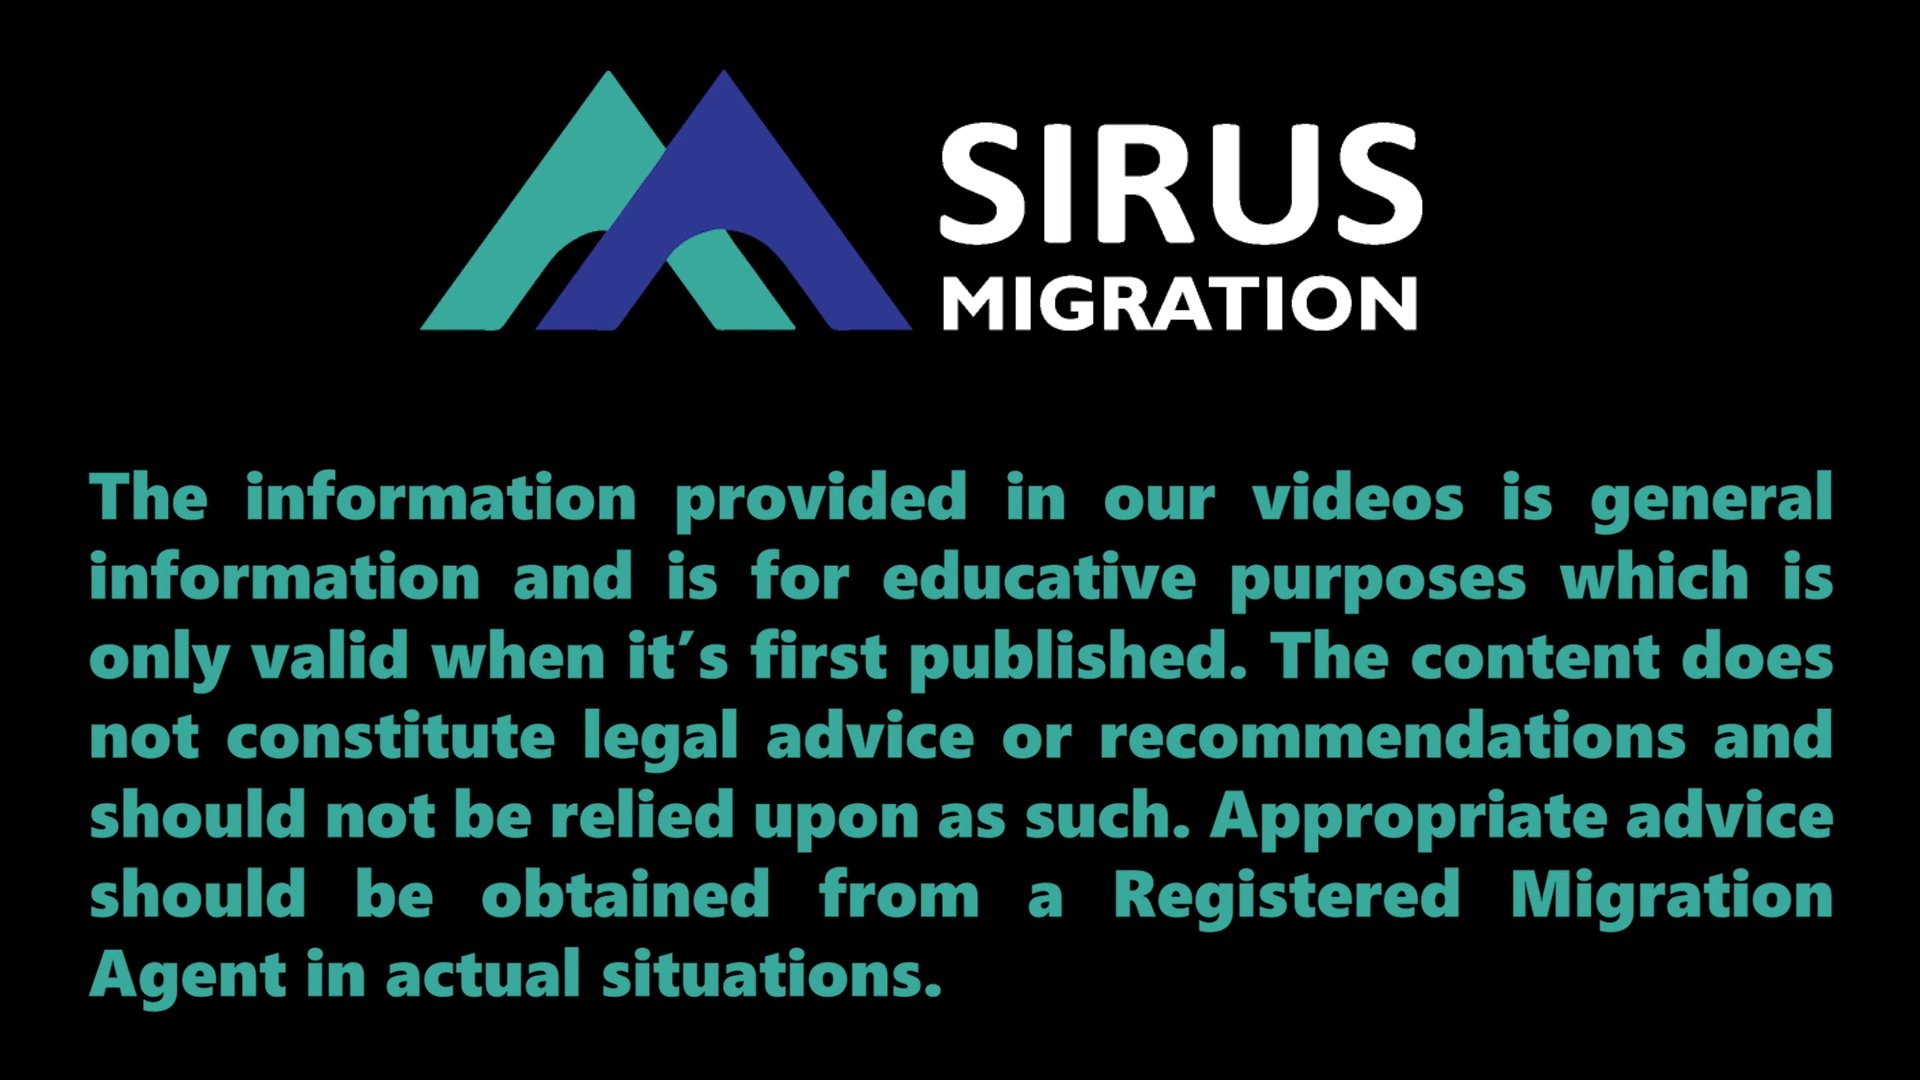 SIRUS
MIGRATION
The information provided in our videos is general
information and is for educative purposes which is
only valid when it's first published. The content does
not constitute legal advice or recommendations and
should not be relied upon as such. Appropriate advice
should be obtained from a Registered Migration
Agent in actual situations.